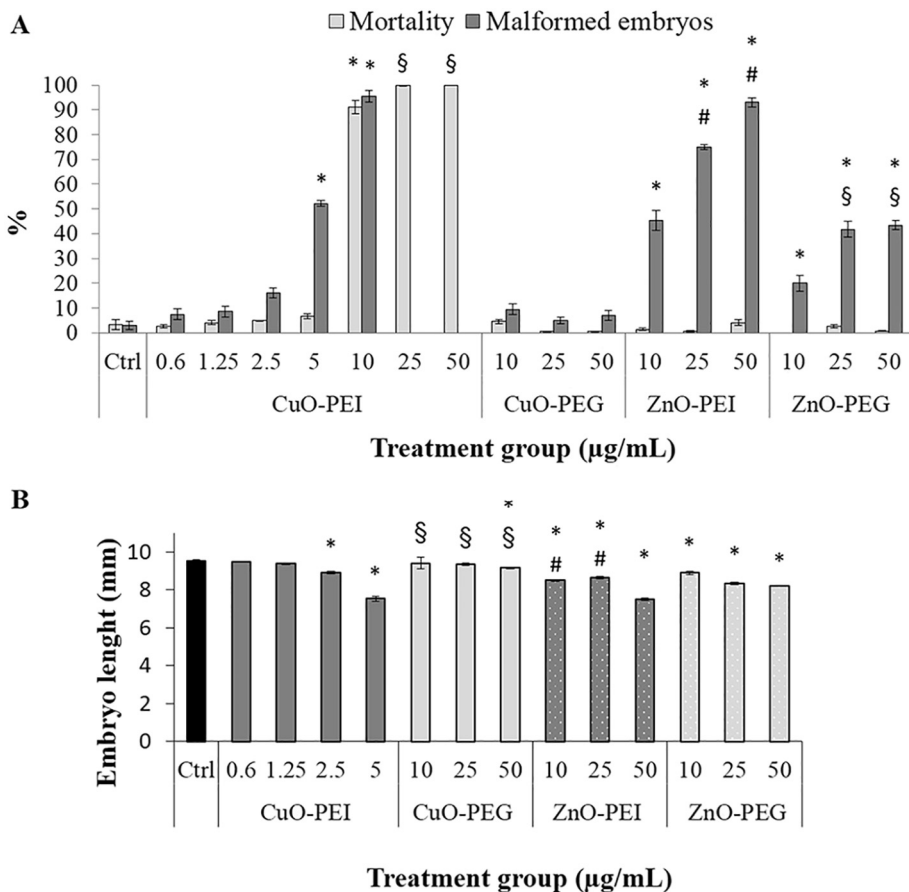 A
Mortality Malformed embryos
* * § § * #
* * # * * § * §
* *
100
90
80
70
60
50
40
30
20
10
0
%
Ctrl 0.6 1.25 2.5 5 10 25 50 10 25 50 10 25 50 10 25 50
CuO-PEI CuO-PEG ZnO-PEI ZnO-PEG
Treatment group (µg/mL)
B
* * § § * § * # * # * * * *
10
8
6
4
2
0
Embryo lenght (mm)
Ctrl 0.6 1.25 2.5 5 10 25 50 10 25 50 10 25 50
CuO-PEI CuO-PEG ZnO-PEI ZnO-PEG
Treatment group (µg/mL)